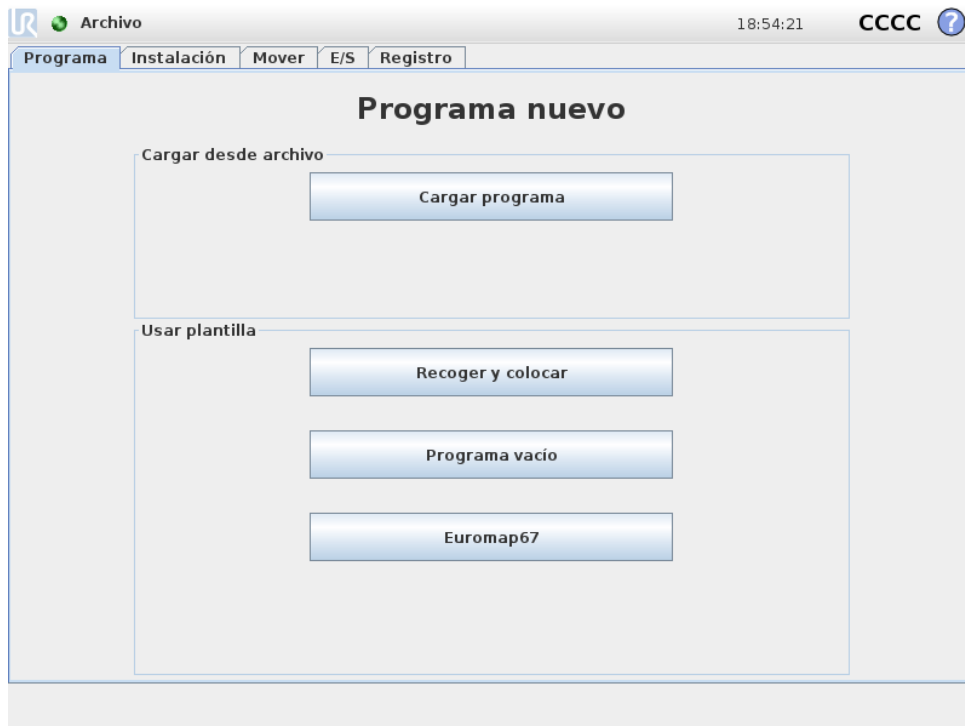 UR Archivo 18:54:21 CCCC ?
Programa Instalación Mover E/S Registro
Programa nuevo
Cargar desde archivo
Cargar programa
Usar plantilla
Recoger y colocar
Programa vacío
Euromap67